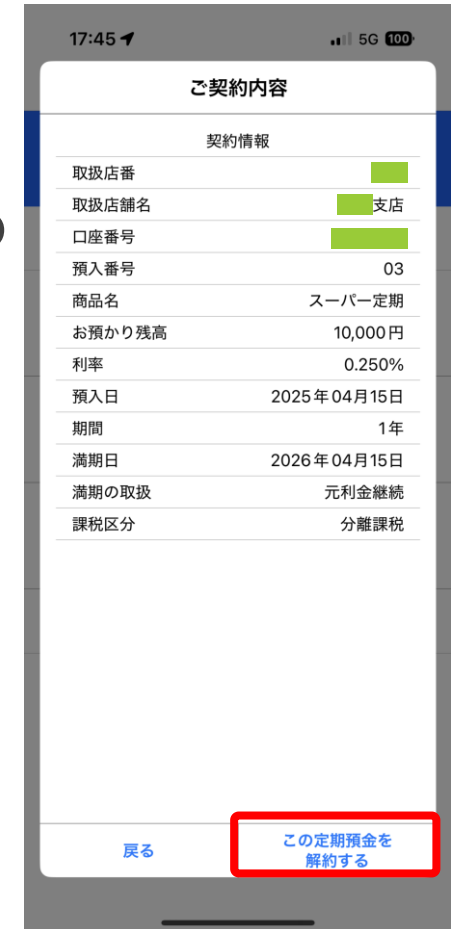 17:45
5G 100
ご契約内容
契約情報
取扱店番
取扱店舗名 支店
口座番号
預入番号 03
商品名 スーパー定期
お預かり残高 10,000円
利率 0.250%
預入日 2025年04月15日
期間 1年
満期日 2026年04月15日
満期の取扱 元利金継続
課税区分 分離課税
戻る
この定期預金を
解約する